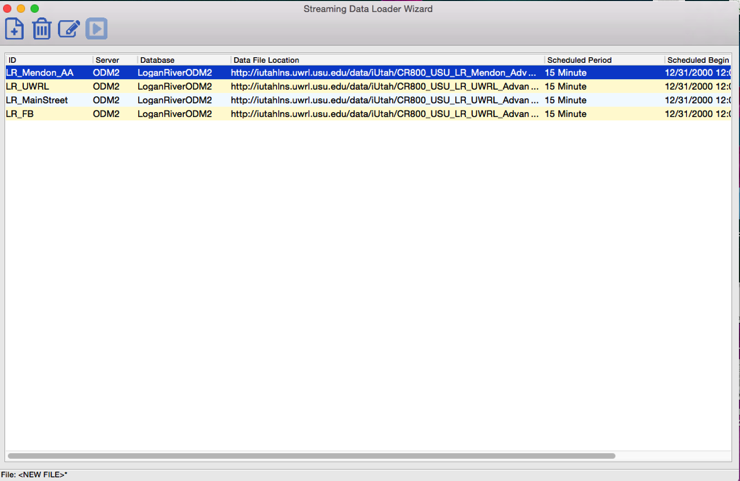 Streaming Data Loader Wizard
ID Server Database Data File Location Scheduled Period Scheduled Begin
LR_Mendon_AA ODM2 LoganRiverODM2 http://iutahlns.uwrl.usu.edu/data/iUtah/CR800_USU_LR_Mendon_Adv ... 15 Minute 12/31/2000 12:0
LR_UWRL ODM2 LoganRiverODM2 http://iutahlns.uwrl.usu.edu/data/iUtah/CR800_USU_LR_UWRL_Advan ... 15 Minute 12/31/2000 12:0
LR_MainStreet ODM2 LoganRiverODM2 http://iutahlns.uwrl.usu.edu/data/iUtah/CR800_USU_LR_UWRL_Advan ... 15 Minute 12/31/2000 12:0
LR_FB ODM2 LoganRiverODM2 http://iutahlns.uwrl.usu.edu/data/iUtah/CR800_USU_LR_UWRL_Advan ... 15 Minute 12/31/2000 12:0
File: <NEW FILE>*